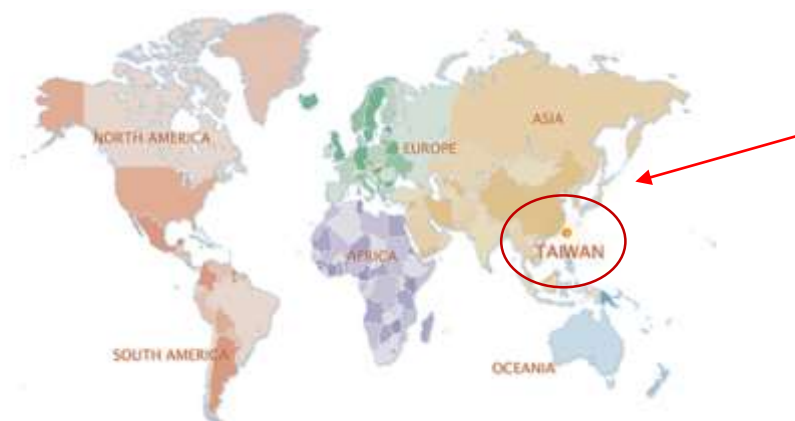 ASIA
NORTH AMERICA
EUROPE
TAIWAN
AFRICA
SOUTH AMERICA
OCEANIA